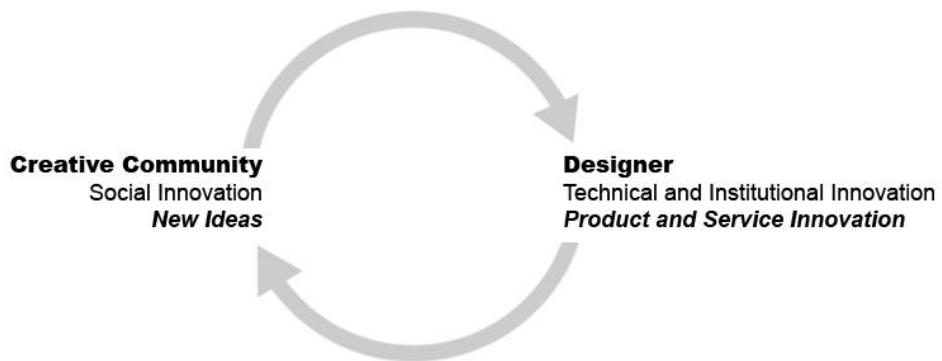 Creative Community
Social Innovation
New Ideas
Designer
Technical and Institutional Innovation
Product and Service Innovation